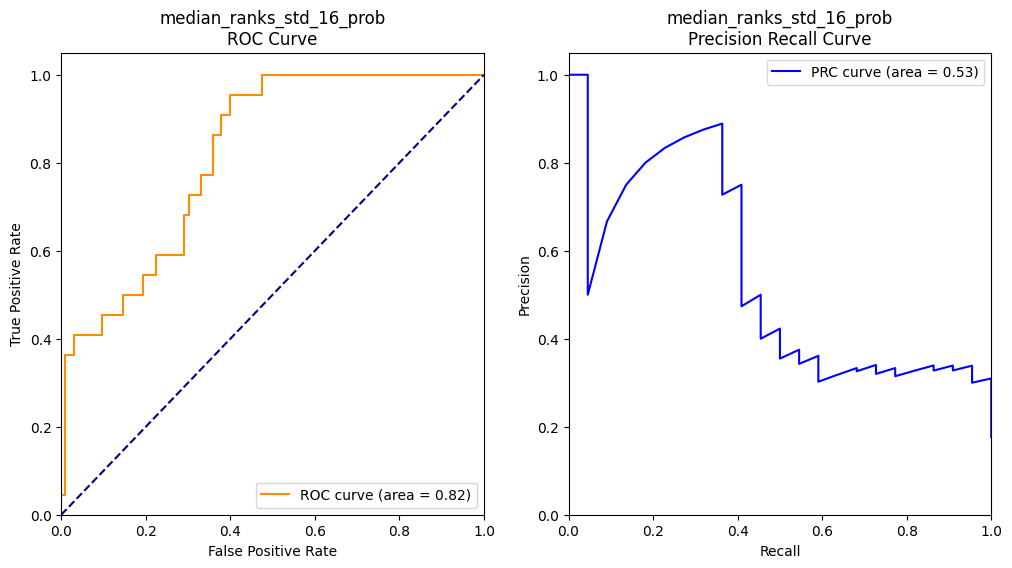 median_ranks_std_16_prob
ROC Curve
1.0
0.8
0.6
0.4
0.2
0.0
True Positive Rate
ROC curve (area = 0.82)
0.0 0.2 0.4 0.6 0.8 1.0
False Positive Rate
median_ranks_std_16_prob
Precision Recall Curve
PRC curve (area = 0.53)
1.0
0.8
0.6
0.4
0.2
0.0
Precision
0.0 0.2 0.4 0.6 0.8 1.0
Recall